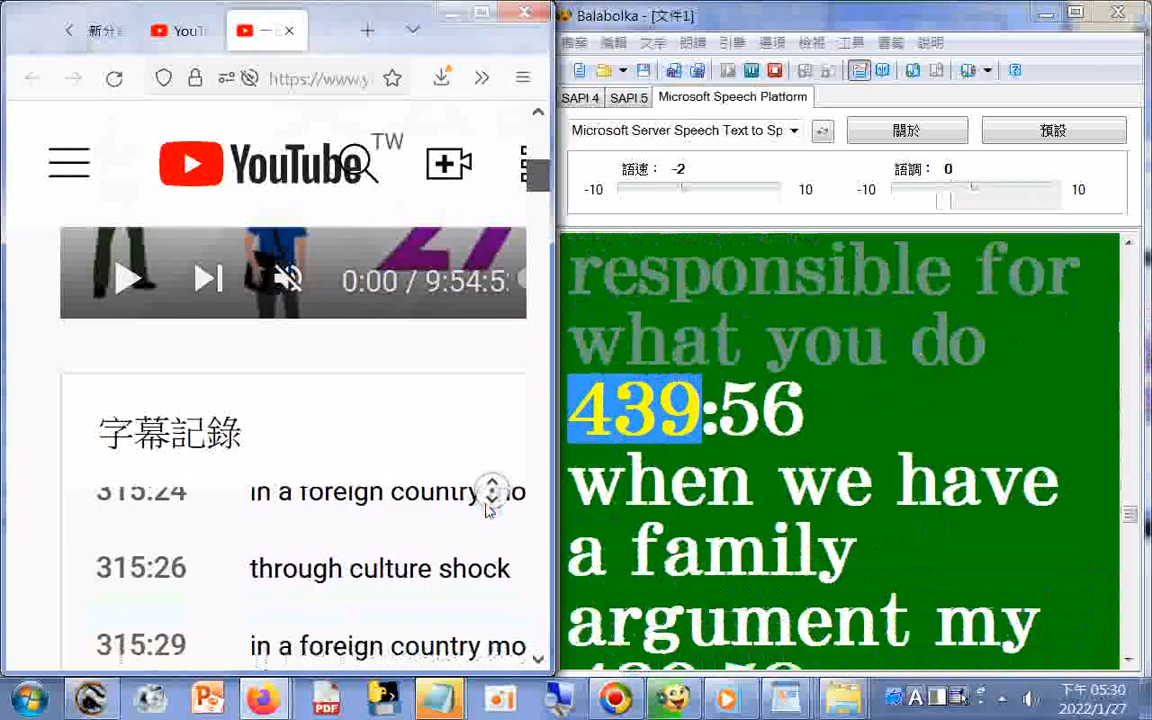 新分
YouT
Balabolka - [文件1]
檔案 編輯 文字 朗讀 引擎 選項 檢視 工具 書籤 說明
https://www.y
SAPI 4 SAPI 5 Microsoft Speech Platform
Microsoft Server Speech Text to Sp
關於
預設
語速： -2
-10
10
語調： 0
-10
10
YouTube
TW
27
0:00 / 9:54:5
字幕記錄
315:24 in a foreign country
315:26 through culture shock
315:29 in a foreign country mo
responsible for
what you do
439:56
when we have
a family
argument my
PDF
A
下午 05:30
2022/1/27